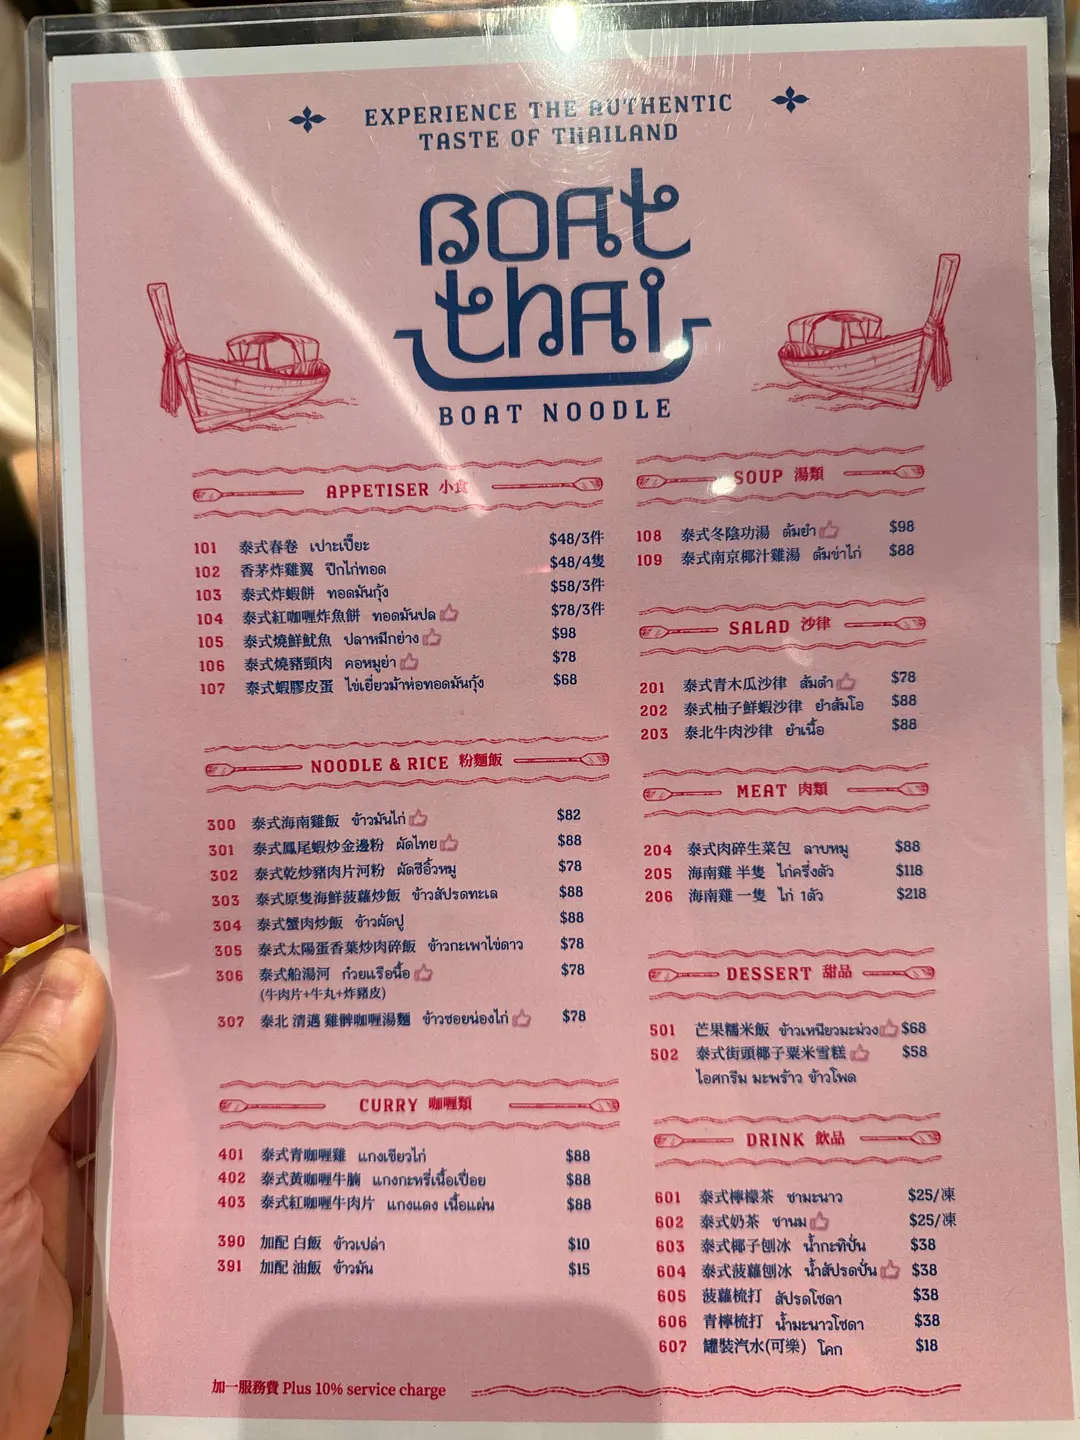 EXPERIENCE THE AUTHENTIC
TASTE OF THAILAND
BOAT
THAI
BOAT NOODLE
APPETISER 小食
101 泰式春卷 เปาะเปี๊ยะ $48/3件
102 香茅炸雞翼 ปีกไก่ทอด $48/4隻
103 泰式炸蝦餅 ทอดมันกุ้ง $58/3件
104 泰式紅咖喱炸魚餅 ทอดมันปล $78/3件
105 泰式燒鮮魷魚 ปลาหมึกย่าง $98
106 泰式燒豬頸肉 คอหมูย่า $78
107 泰式蝦膠皮蛋 ไข่เยี่ยวม้าห่อทอดมันกุ้ง $68
NOODLE & RICE 粉麵飯
300 泰式海南雞飯 ข้าวมันไก่ $82
301 泰式鳳尾蝦炒金邊粉 ผัดไทย $88
302 泰式乾炒豬肉片河粉 ผัดซีอิ้วหมู $78
303 泰式原隻海鮮菠蘿炒飯 ข้าวสัปรดทะเล $88
304 泰式蟹肉炒飯 ข้าวผัดปู $88
305 泰式太陽蛋香葉炒肉碎飯 ข้าวกะเพาไข่ดาว $78
306 泰式船湯河 ก๋วยแรือนื้อ $78
(牛肉片+牛丸+炸豬皮)
307 泰北 清邁 雞髀咖喱湯麵 ข้าวซอยน่องไก่ $78
CURRY 咖喱類
401 泰式青咖喱雞 แกงเขียวไก่ $88
402 泰式黃咖喱牛腩 แกงกะหรี่เนื้อเปื่อย $88
403 泰式紅咖喱牛肉片 แกงแดง เนื้อแผ่น $88
390 加配 白飯 ข้าวเปล่า $10
391 加配 油飯 ข้าวมัน $15
SOUP 湯類
108 泰式冬陰功湯 ต้มยำ $98
109 泰式南京椰汁雞湯 ต้มข่าไก่ $88
SALAD 沙律
201 泰式青木瓜沙律 ส้มตำ $78
202 泰式柚子鮮蝦沙律 ยำส้มโอ $88
203 泰北牛肉沙律 ยำเนื้อ $88
MEAT 肉類
204 泰式肉碎生菜包 ลาบหมู $88
205 海南雞 半隻 ไก่ครึ่งตัว $118
206 海南雞 一隻 ไก่ 1ตัว $218
DESSERT 甜品
501 芒果糯米飯 ข้าวเหนียวมะม่วง $68
502 泰式街頭椰子粟米雪糕 $58
ไอศกรีม มะพร้าว ข้าวโพด
DRINK 飲品
601 泰式檸檬茶 ชามะนาว $25/凍
602 泰式奶茶 ชานม $25/凍
603 泰式椰子刨冰 น้ำกะทิปั่น $38
604 泰式菠蘿刨冰 น้ำสัปรดปั่น $38
605 菠蘿梳打 สัปรดโซดา $38
606 青檸梳打 น้ำมะนาวโซดา $38
607 罐裝汽水(可樂) โคก $18
加一服務費 Plus 10% service charge